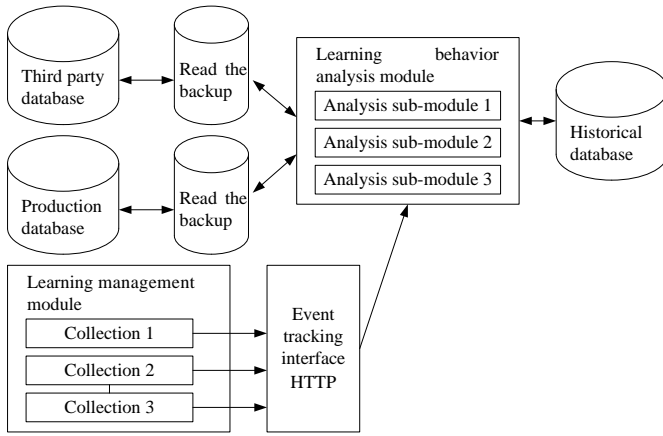 Third party
database
Read the
backup
Learning behavior
analysis module
Analysis sub-module 1
Analysis sub-module 2
Analysis sub-module 3
Historical
database
Production
database
Read the
backup
Learning management
module
Collection 1
Collection 2
Collection 3
Event
tracking
interface
HTTP